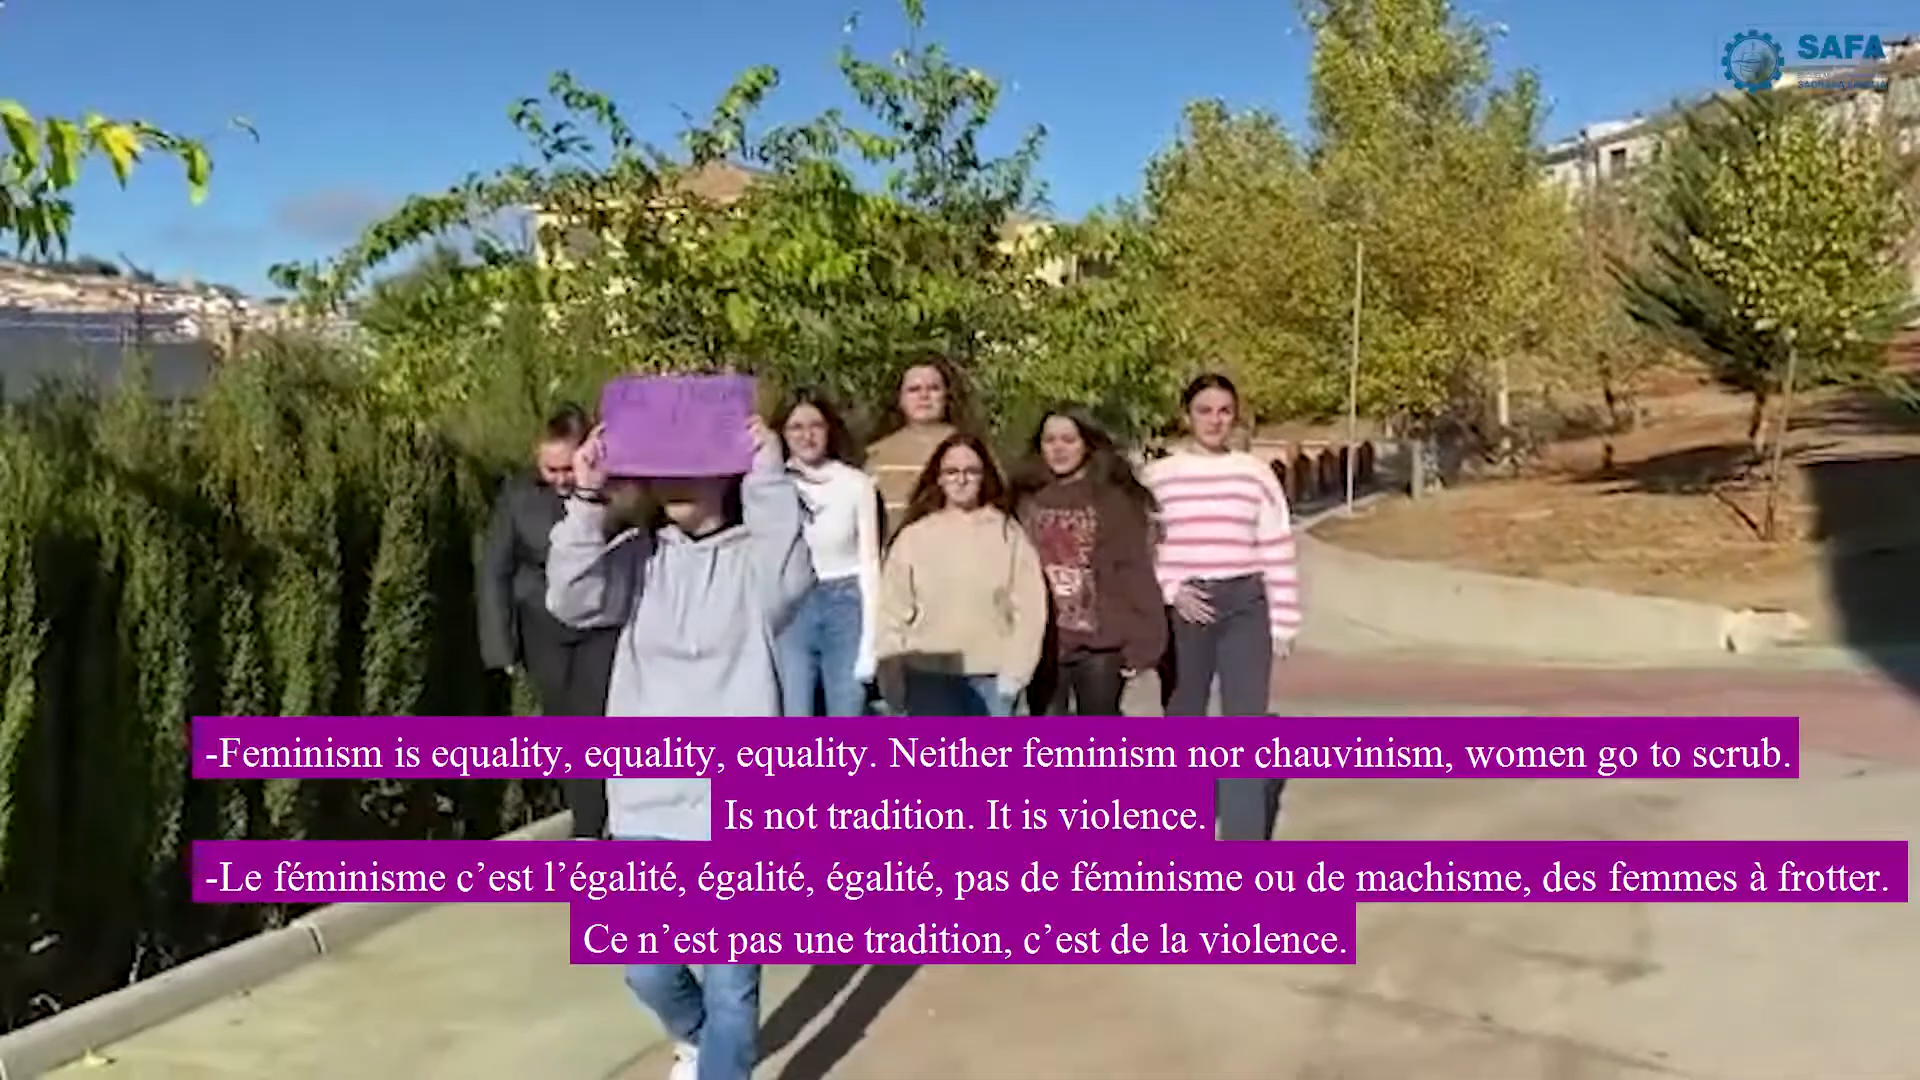 SAFA
-Feminism is equality, equality, equality. Neither feminism nor chauvinism, women go to scrub.
Is not tradition. It is violence.
-Le féminisme c’est l’égalité, égalité, égalité, pas de féminisme ou de machisme, des femmes à frotter.
Ce n’est pas une tradition, c’est de la violence.